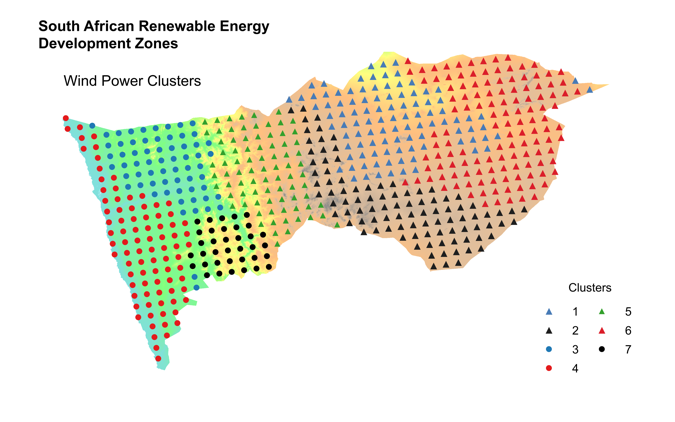 South African Renewable Energy
Development Zones
Wind Power Clusters
Clusters
1 5
2 6
3 7
4